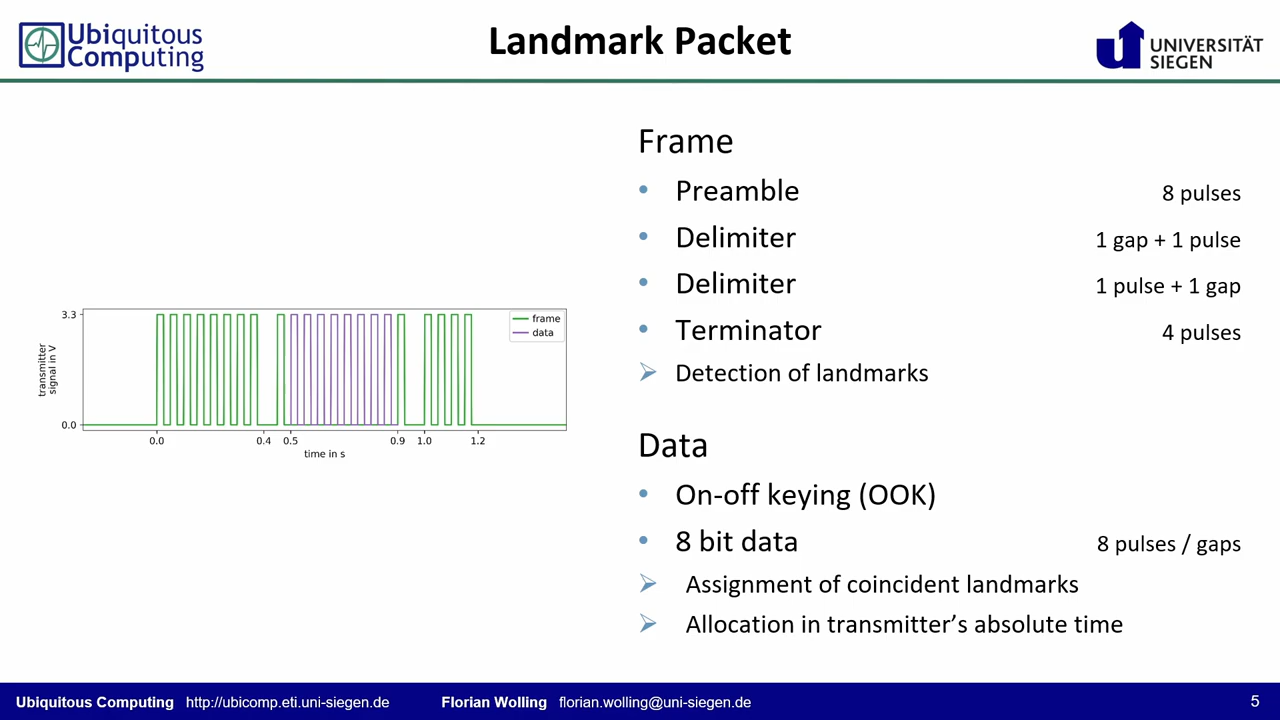 Ubiquitous
Computing
Landmark Packet
UNIVERSITÄT
SIEGEN
3.3
0.0
transmitter
signal in V
frame
data
0.0 0.4 0.5 0.9 1.0 1.2
time in s
Frame
• Preamble 8 pulses
• Delimiter 1 gap + 1 pulse
• Delimiter 1 pulse + 1 gap
• Terminator 4 pulses
➢ Detection of landmarks
Data
• On-off keying (OOK)
• 8 bit data 8 pulses / gaps
➢ Assignment of coincident landmarks
➢ Allocation in transmitter’s absolute time
Ubiquitous Computing http://ubicomp.eti.uni-siegen.de Florian Wolling florian.wolling@uni-siegen.de 5